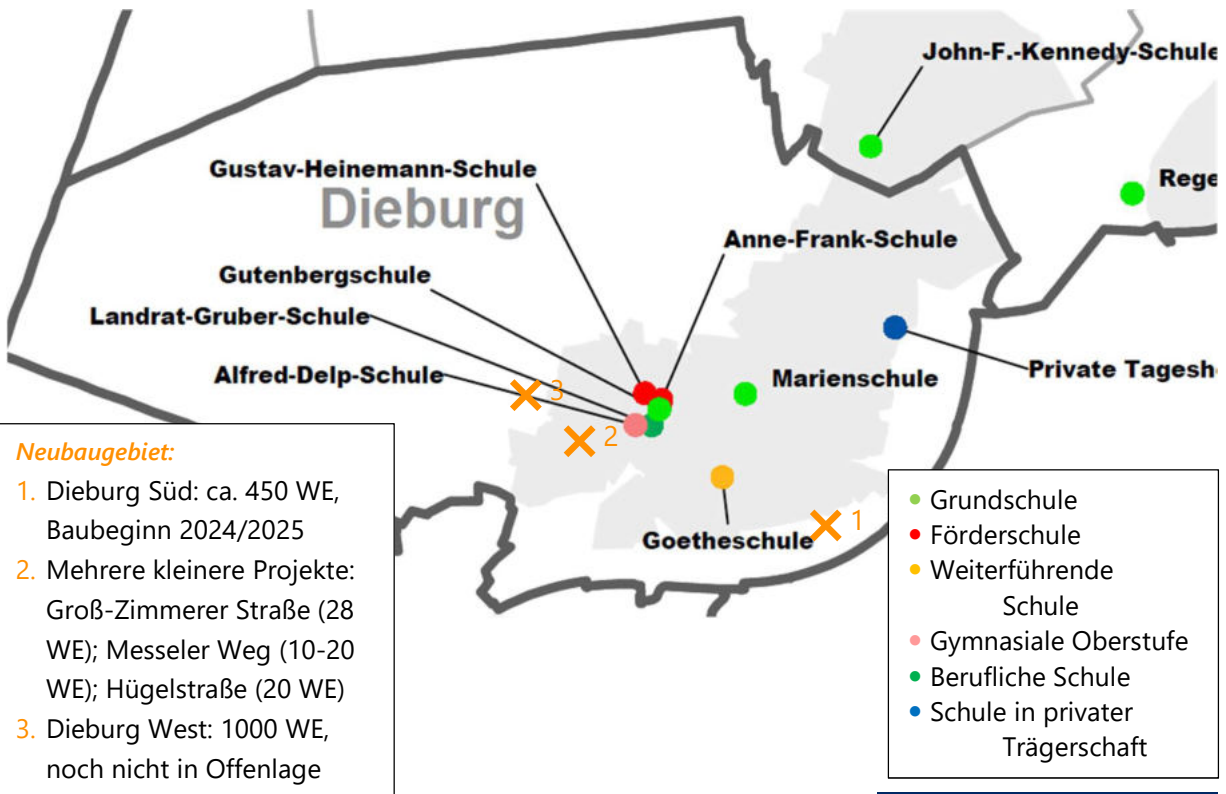 John-F.-Kennedy-Schule
Gustav-Heinemann-Schule
Rege
Dieburg
Anne-Frank-Schule
Gutenbergschule
Landrat-Gruber-Schule
Alfred-Delp-Schule
Marienschule
Private Tagesh
3
2
Goetheschule
1
Neubaugebiet:
1. Dieburg Süd: ca. 450 WE,
Baubeginn 2024/2025
2. Mehrere kleinere Projekte:
Groß-Zimmerer Straße (28
WE); Messeler Weg (10-20
WE); Hügelstraße (20 WE)
3. Dieburg West: 1000 WE,
noch nicht in Offenlage
• Grundschule
• Förderschule
• Weiterführende
Schule
• Gymnasiale Oberstufe
• Berufliche Schule
• Schule in privater
Trägerschaft